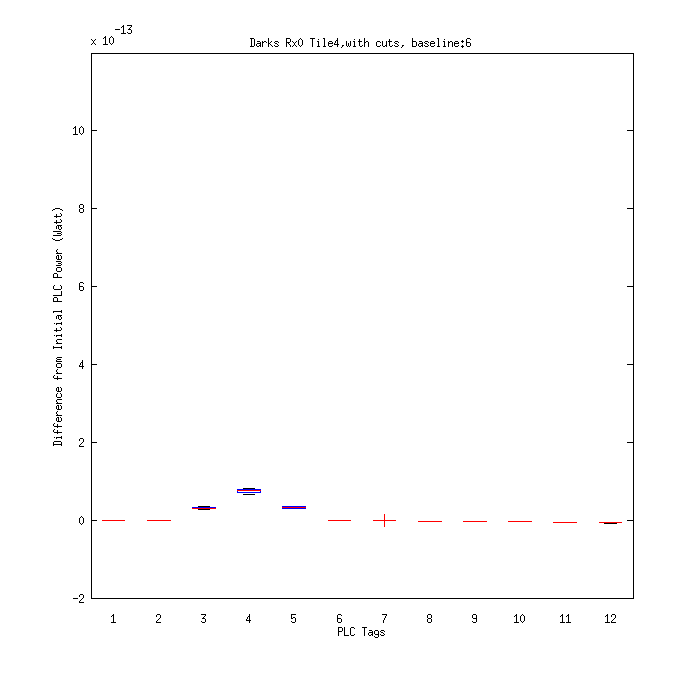 x 10-13
Darks Rx0 Tile4,with cuts, baseline:6
10
8
6
4
2
0
-2
Difference from Initial PLC Power (Watt)
1 2 3 4 5 6 7 8 9 10 11 12
PLC Tags